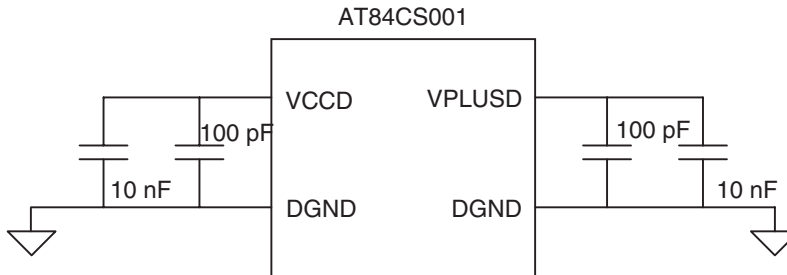 AT84CS001
VCCD
VPLUSD
100 pF
100 pF
10 nF
DGND
DGND
10 nF